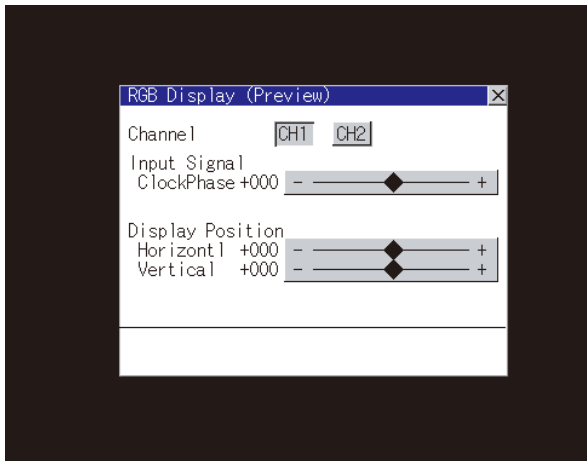 RGB Display (Preview) ×
Channel CH1 CH2
Input Signal
ClockPhase +000 - +
Display Position
Horizontl +000 - +
Vertical +000 - +